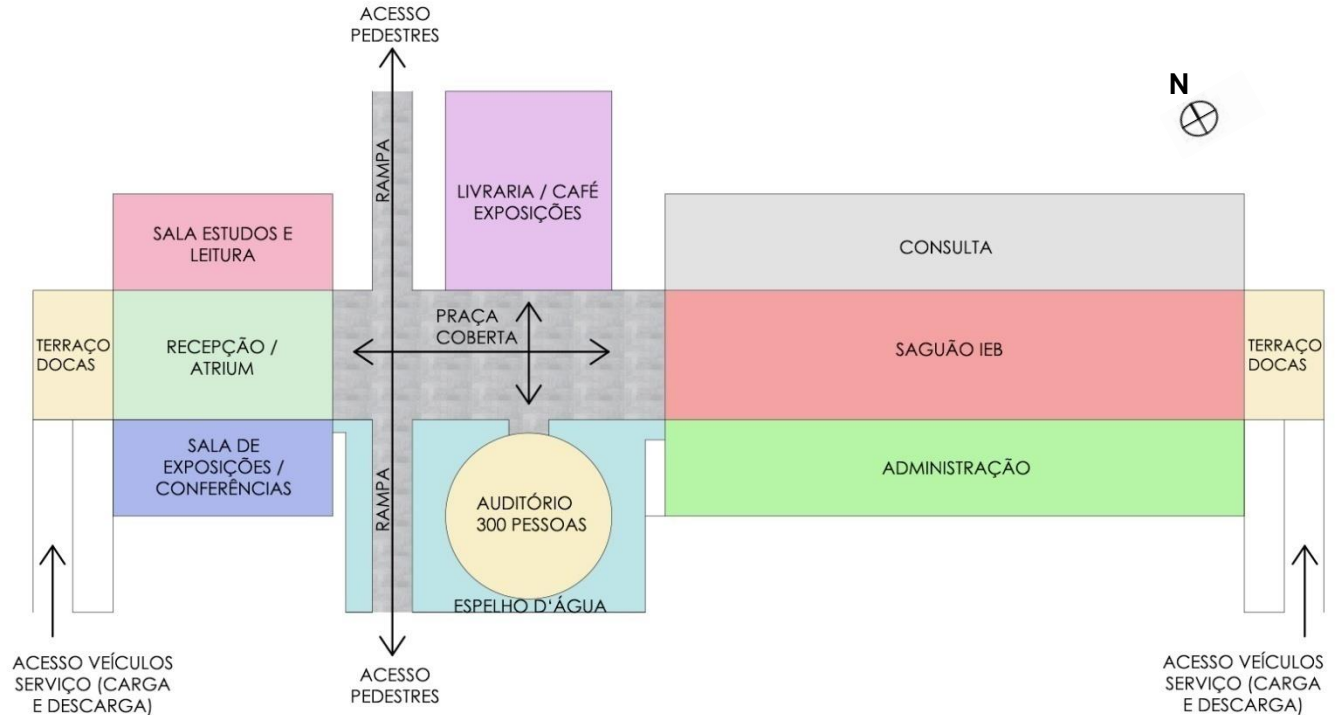 ACESSO
PEDESTRES
N
RAMPA
LIVRARIA / CAFÉ
EXPOSIÇÕES
SALA ESTUDOS E
LEITURA
CONSULTA
TERRAÇO
DOCAS
RECEPÇÃO /
ATRIUM
PRAÇA
COBERTA
SAGUÃO IEB
TERRAÇO
DOCAS
SALA DE
EXPOSIÇÕES /
CONFERÊNCIAS
RAMPA
AUDITÓRIO
300 PESSOAS
ADMINISTRAÇÃO
ESPELHO D'ÁGUA
ACESSO VEÍCULOS
SERVIÇO (CARGA
E DESCARGA)
ACESSO
PEDESTRES
ACESSO VEÍCULOS
SERVIÇO (CARGA
E DESCARGA)